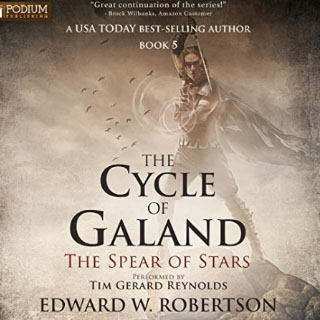 PODIUM
PUBLISHING
"Great continuation of the series!"
- Brock Wilbanks, Amazon Customer
A USA TODAY BEST-SELLING AUTHOR
BOOK 5
THE
CYCLE
OF
GALAND
THE SPEAR OF STARS
PERFORMED BY
TIM GERARD REYNOLDS
EDWARD W. ROBERTSON